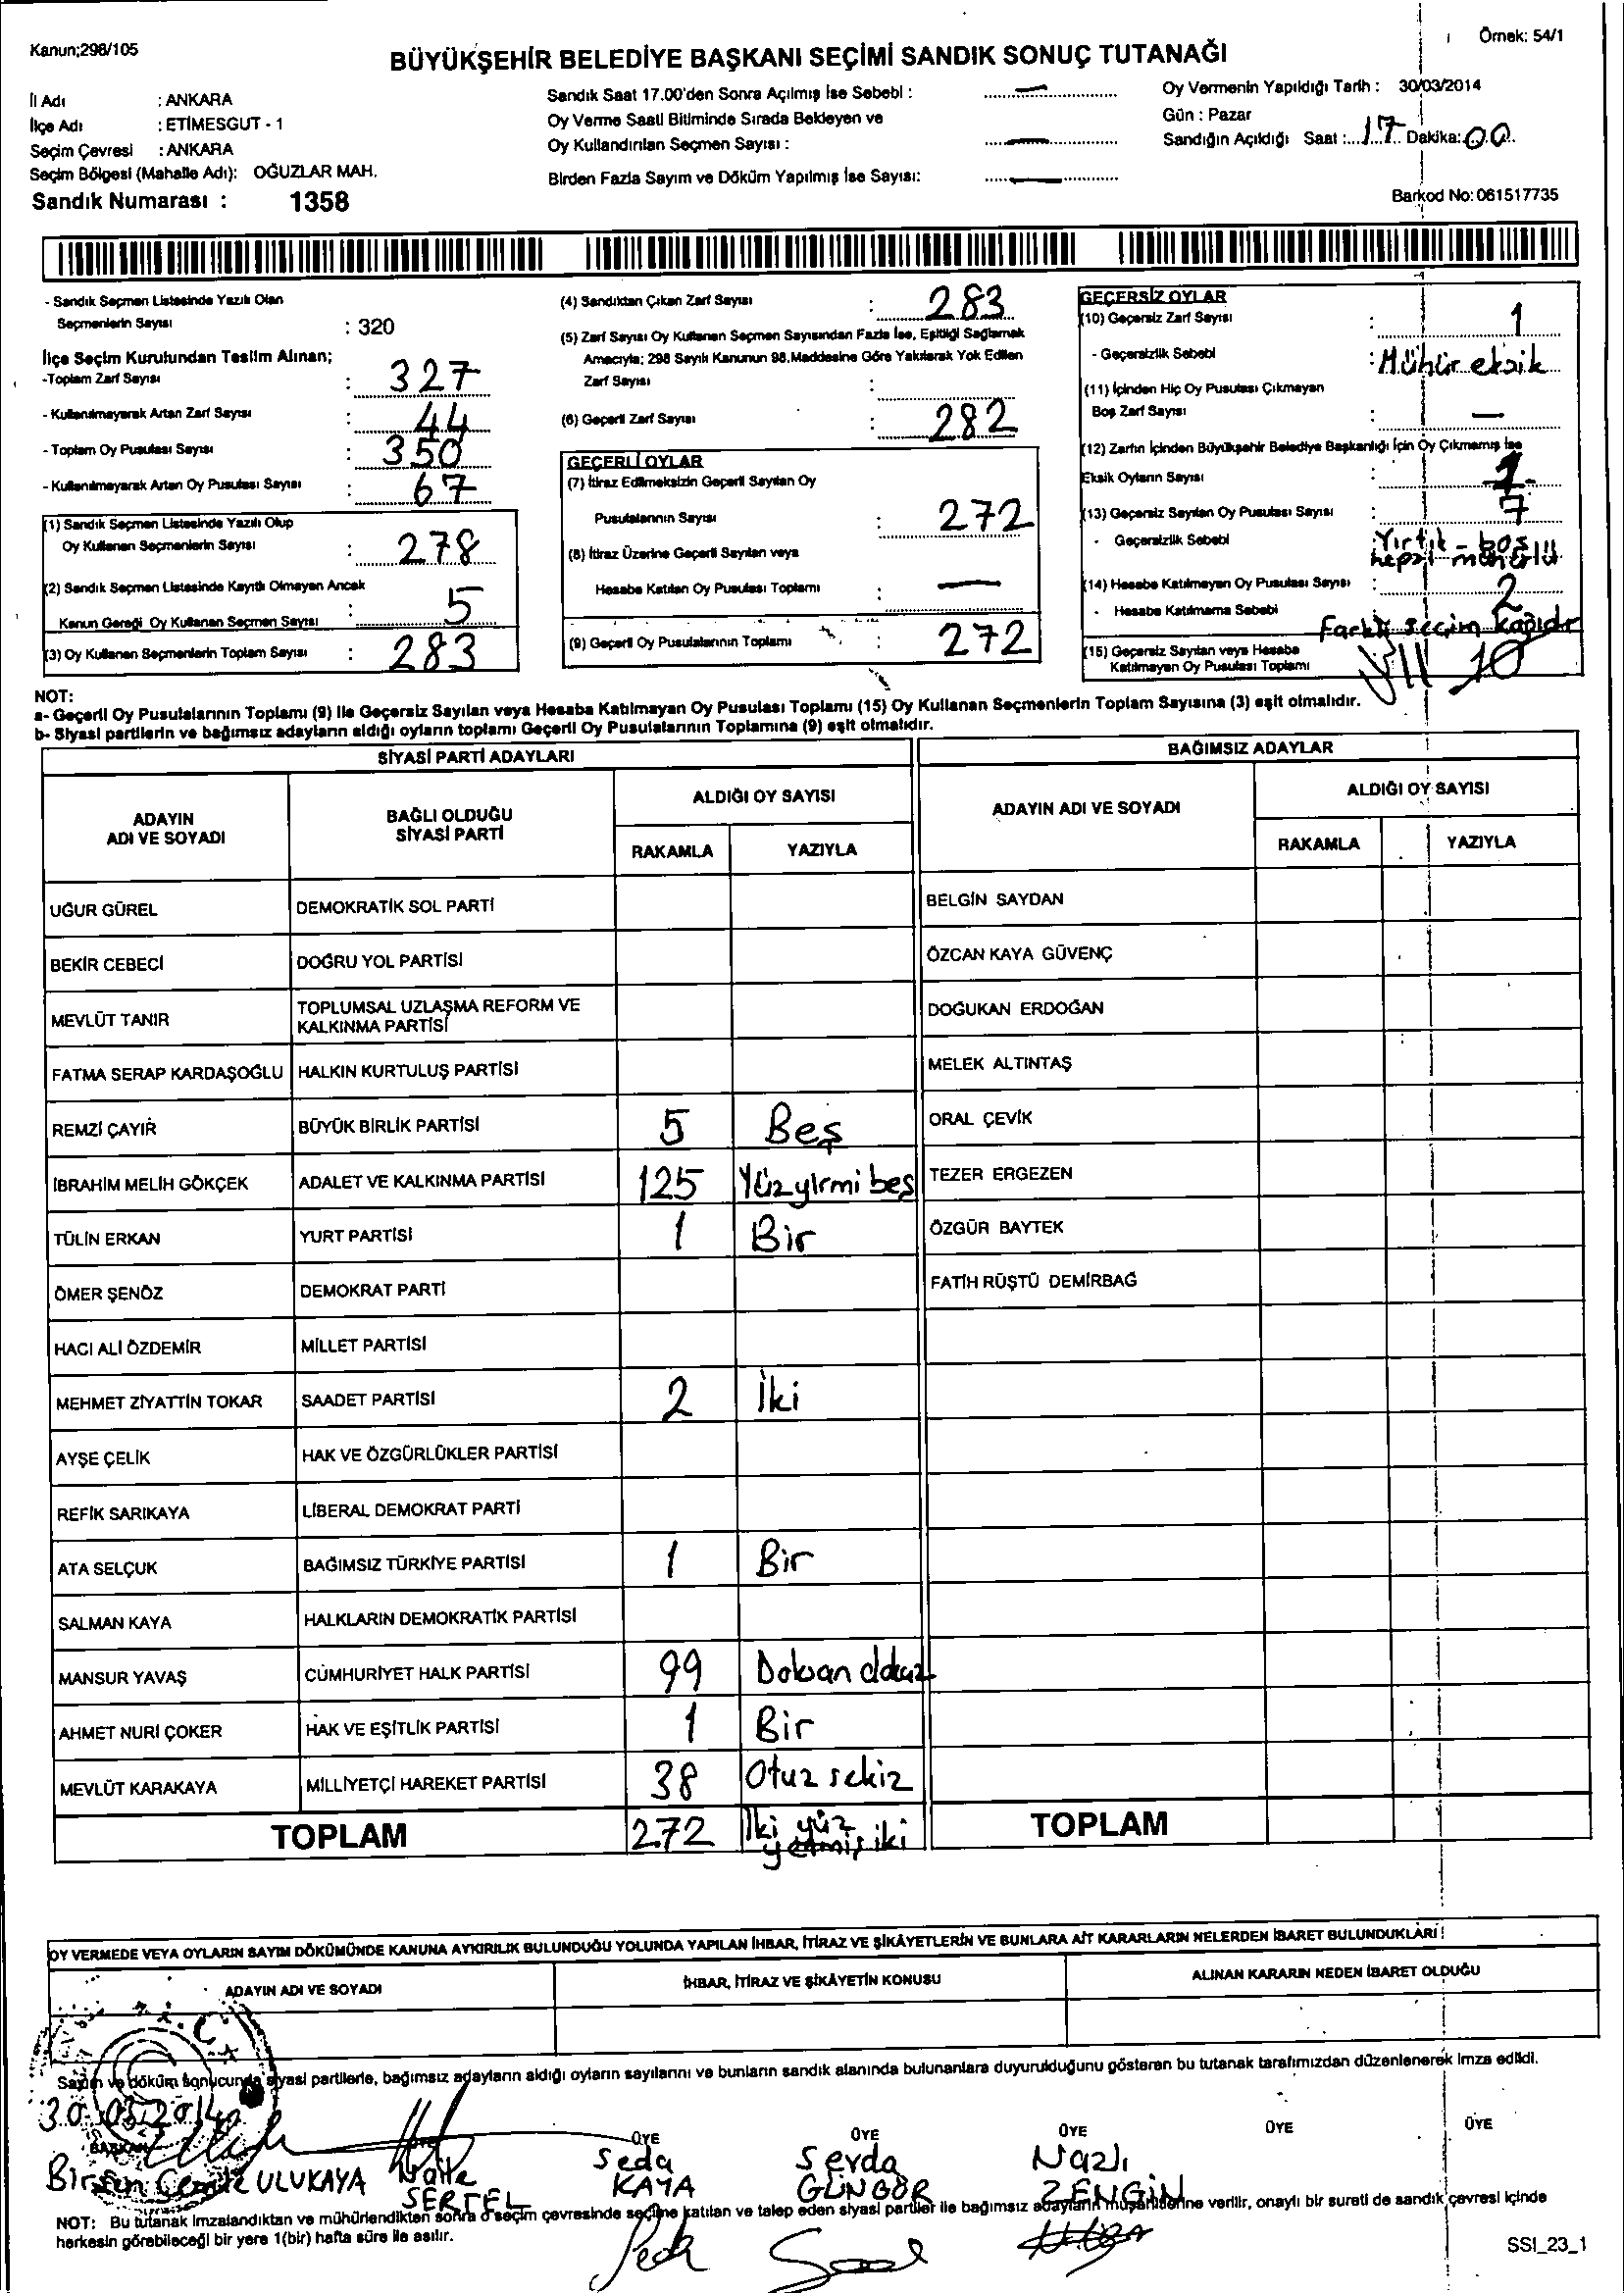 Kanun;298/105
Örnek: 54/1
BÜYÜKŞEHİR BELEDİYE BAŞKANI SEÇİMİ SANDIK SONUÇ TUTANAĞI
İl Adı : ANKARA
İlçe Adı : ETİMESGUT - 1
Seçim Çevresi : ANKARA
Seçim Bölgesi (Mahalle Adı): OĞUZLAR MAH.
Sandık Numarası : 1358
Sandık Saat 17.00'den Sonra Açılmış İse Sebebi : —
Oy Verme Saati Bitiminde Sırada Bekleyen ve
Oy Kullandırılan Seçmen Sayısı : —
Birden Fazla Sayım ve Döküm Yapılmış İse Sayısı: —
Oy Vermenin Yapıldığı Tarih : 30/03/2014
Gün : Pazar
Sandığın Açıldığı Saat : 17 Dakika: 00
Barkod No: 061517735
- Sandık Seçmen Listesinde Yazılı Olan
Seçmenlerin Sayısı : 320
İlçe Seçim Kurulundan Teslim Alınan;
-Toplam Zarf Sayısı : 327
- Kullanılmayarak Artan Zarf Sayısı : 44
- Toplam Oy Pusulası Sayısı : 350
- Kullanılmayarak Artan Oy Pusulası Sayısı : 67
(1) Sandık Seçmen Listesinde Yazılı Olup
Oy Kullanan Seçmenlerin Sayısı : 278
(2) Sandık Seçmen Listesinde Kayıtlı Olmayan Ancak
Kanun Gereği Oy Kullanan Seçmen Sayısı : 5
(3) Oy Kullanan Seçmenlerin Toplam Sayısı : 283
(4) Sandıktan Çıkan Zarf Sayısı : 283
(5) Zarf Sayısı Oy Kullanan Seçmen Sayısından Fazla İse, Eşitliği Sağlamak
Amacıyla; 298 Sayılı Kanunun 98.Maddesine Göre Yakılarak Yok Edilen
Zarf Sayısı :
(6) Geçerli Zarf Sayısı : 282
GEÇERLİ OYLAR
(7) İtiraz Edilmeksizin Geçerli Sayılan Oy
Pusulalarının Sayısı : 272
(8) İtiraz Üzerine Geçerli Sayılan veya
Hesaba Katılan Oy Pusulası Toplamı : —
(9) Geçerli Oy Pusulalarının Toplamı : 272
GEÇERSİZ OYLAR
(10) Geçersiz Zarf Sayısı : 1
- Geçersizlik Sebebi : Mühür eksik
(11) İçinden Hiç Oy Pusulası Çıkmayan
Boş Zarf Sayısı : —
(12) Zarfın İçinden Büyükşehir Belediye Başkanlığı İçin Oy Çıkmamış İse
Eksik Oyların Sayısı : 1
(13) Geçersiz Sayılan Oy Pusulası Sayısı : 7
- Geçersizlik Sebebi Yırtık - boş
hepsi mühürlü
(14) Hesaba Katılmayan Oy Pusulası Sayısı : 2
- Hesaba Katılmama Sebebi
Farklı seçim kağıdı
(15) Geçersiz Sayılan veya Hesaba
Katılmayan Oy Pusulası Toplamı 11 10
NOT:
a- Geçerli Oy Pusulalarının Toplamı (9) ile Geçersiz Sayılan veya Hesaba Katılmayan Oy Pusulası Toplamı (15) Oy Kullanan Seçmenlerin Toplam Sayısına (3) eşit olmalıdır.
b- Siyasi partilerin ve bağımsız adayların aldığı oyların toplamı Geçerli Oy Pusulalarının Toplamına (9) eşit olmalıdır.
SİYASİ PARTİ ADAYLARI
ADAYIN ADI VE SOYADI BAĞLI OLDUĞU SİYASİ PARTİ ALDIĞI OY SAYISI RAKAMLA YAZIYLA
UĞUR GÜREL DEMOKRATİK SOL PARTİ
BEKİR CEBECİ DOĞRU YOL PARTİSİ
MEVLÜT TANIR TOPLUMSAL UZLAŞMA REFORM VE KALKINMA PARTİSİ
FATMA SERAP KARDAŞOĞLU HALKIN KURTULUŞ PARTİSİ
REMZİ ÇAYIR BÜYÜK BİRLİK PARTİSİ 5 Beş
İBRAHİM MELİH GÖKÇEK ADALET VE KALKINMA PARTİSİ 125 Yüzyirmi beş
TÜLİN ERKAN YURT PARTİSİ 1 Bir
ÖMER ŞENÖZ DEMOKRAT PARTİ
HACI ALİ ÖZDEMİR MİLLET PARTİSİ
MEHMET ZİYATTİN TOKAR SAADET PARTİSİ 2 İki
AYŞE ÇELİK HAK VE ÖZGÜRLÜKLER PARTİSİ
REFİK SARIKAYA LİBERAL DEMOKRAT PARTİ
ATA SELÇUK BAĞIMSIZ TÜRKİYE PARTİSİ 1 Bir
SALMAN KAYA HALKLARIN DEMOKRATİK PARTİSİ
MANSUR YAVAŞ CUMHURİYET HALK PARTİSİ 99 Doksan dokuz
AHMET NURİ ÇOKER HAK VE EŞİTLİK PARTİSİ 1 Bir
MEVLÜT KARAKAYA MİLLİYETÇİ HAREKET PARTİSİ 38 Otuz sekiz
TOPLAM 272 İki yüz yetmiş iki
BAĞIMSIZ ADAYLAR
ADAYIN ADI VE SOYADI ALDIĞI OY SAYISI RAKAMLA YAZIYLA
BELGİN SAYDAN
ÖZCAN KAYA GÜVENÇ
DOĞUKAN ERDOĞAN
MELEK ALTINTAŞ
ORAL ÇEVİK
TEZER ERGEZEN
ÖZGÜR BAYTEK
FATİH RÜŞTÜ DEMİRBAĞ
TOPLAM
OY VERMEDE VEYA OYLARIN SAYIM DÖKÜMÜNDE KANUNA AYKIRILIK BULUNDUĞU YOLUNDA YAPILAN İHBAR, İTİRAZ VE ŞİKÂYETLERİN VE BUNLARA AİT KARARLARIN NELERDEN İBARET BULUNDUKLARI
ADAYIN ADI VE SOYADI İHBAR, İTİRAZ VE ŞİKÂYETİN KONUSU ALINAN KARARIN NEDEN İBARET OLDUĞU
Sayım ve döküm sonucunda siyasi partilerle, bağımsız adayların aldığı oyların sayılarını ve bunların sandık alanında bulunanlara duyurulduğunu gösteren bu tutanak tarafımızdan düzenlenerek imza edildi.
30.03.2014
BAŞKAN ÜYE ÜYE ÜYE ÜYE ÜYE
ULUKAYA
SERTEL
Seda KAYA
Serda GÜNGÖR
Nazlı ZENGİN
NOT: Bu tutanak imzalandıktan ve mühürlendikten sonra o seçim çevresinde seçime katılan ve talep eden siyasi partiler ile bağımsız adayların müşahitlerine verilir, onaylı bir sureti de sandık çevresi içinde
herkesin görebileceği bir yere 1(bir) hafta süre ile asılır.
SSI_23_1